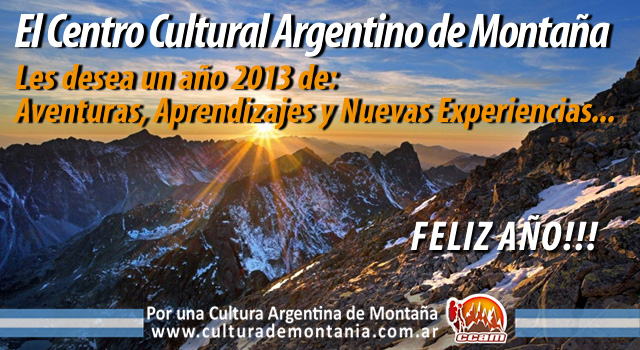 El Centro Cultural Argentino de Montaña
Les desea un año 2013 de:
Aventuras, Aprendizajes y Nuevas Experiencias...
FELIZ AÑO!!!
Por una Cultura Argentina de Montaña
www.culturademontania.com.ar
ccam